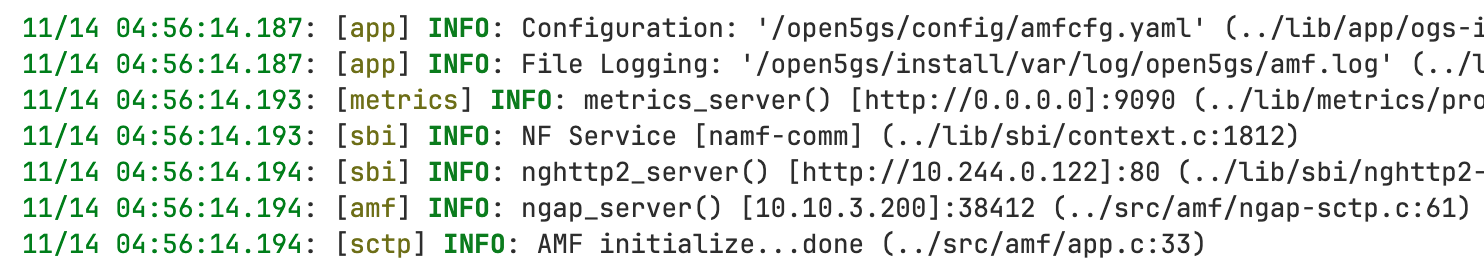 11/14 04:56:14.187: [app] INFO: Configuration: '/open5gs/config/amfcfg.yaml' (../lib/app/ogs-i
11/14 04:56:14.187: [app] INFO: File Logging: '/open5gs/install/var/log/open5gs/amf.log' (../l
11/14 04:56:14.193: [metrics] INFO: metrics_server() [http://0.0.0.0]:9090 (../lib/metrics/pro
11/14 04:56:14.193: [sbi] INFO: NF Service [namf-comm] (../lib/sbi/context.c:1812)
11/14 04:56:14.194: [sbi] INFO: nghttp2_server() [http://10.244.0.122]:80 (../lib/sbi/nghttp2-
11/14 04:56:14.194: [amf] INFO: ngap_server() [10.10.3.200]:38412 (../src/amf/ngap-sctp.c:61)
11/14 04:56:14.194: [sctp] INFO: AMF initialize...done (../src/amf/app.c:33)